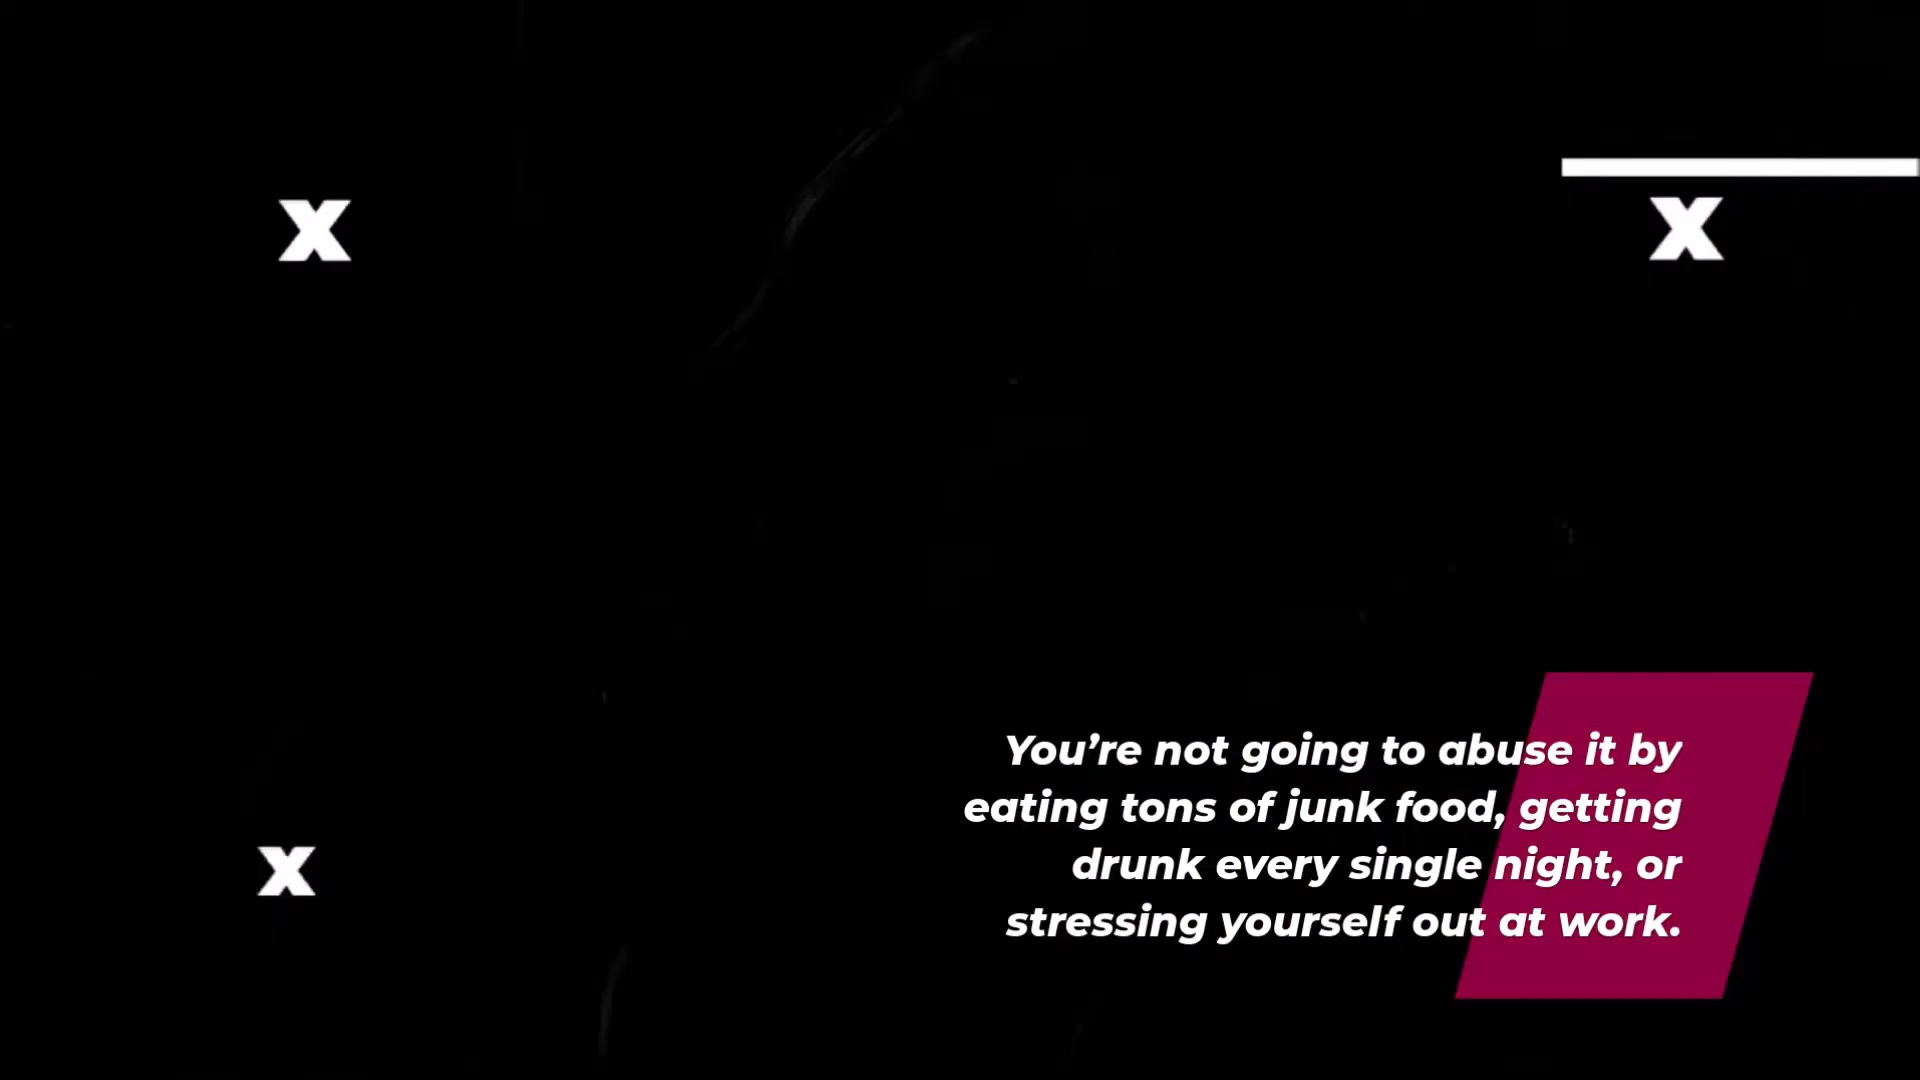 x
x
You’re not going to abuse it by
eating tons of junk food, getting
drunk every single night, or
stressing yourself out at work.
x